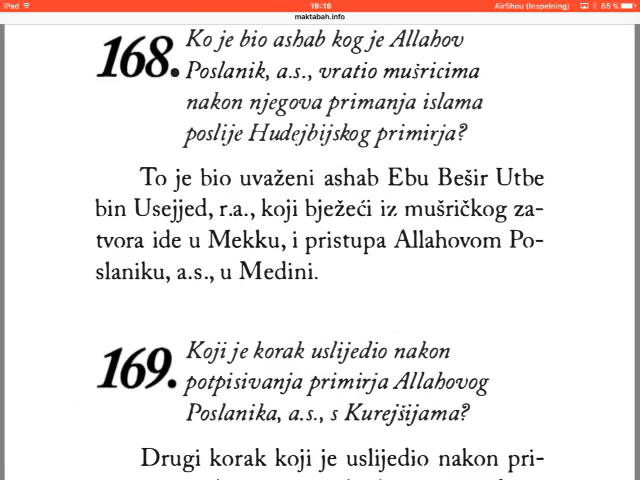 iPad 19:19 AirShou (Inspelning) 85 %
maktabah.info
168. Ko je bio ashab kog je Allahov
Poslanik, a.s., vratio mušricima
nakon njegova primanja islama
poslije Hudejbijskog primirja?
To je bio uvaženi ashab Ebu Bešir Utbe
bin Usejjed, r.a., koji bježeći iz mušričkog za-
tvora ide u Mekku, i pristupa Allahovom Po-
slaniku, a.s., u Medini.
169. Koji je korak uslijedio nakon
potpisivanja primirja Allahovog
Poslanika, a.s., s Kurejšijama?
Drugi korak koji je uslijedio nakon pri-